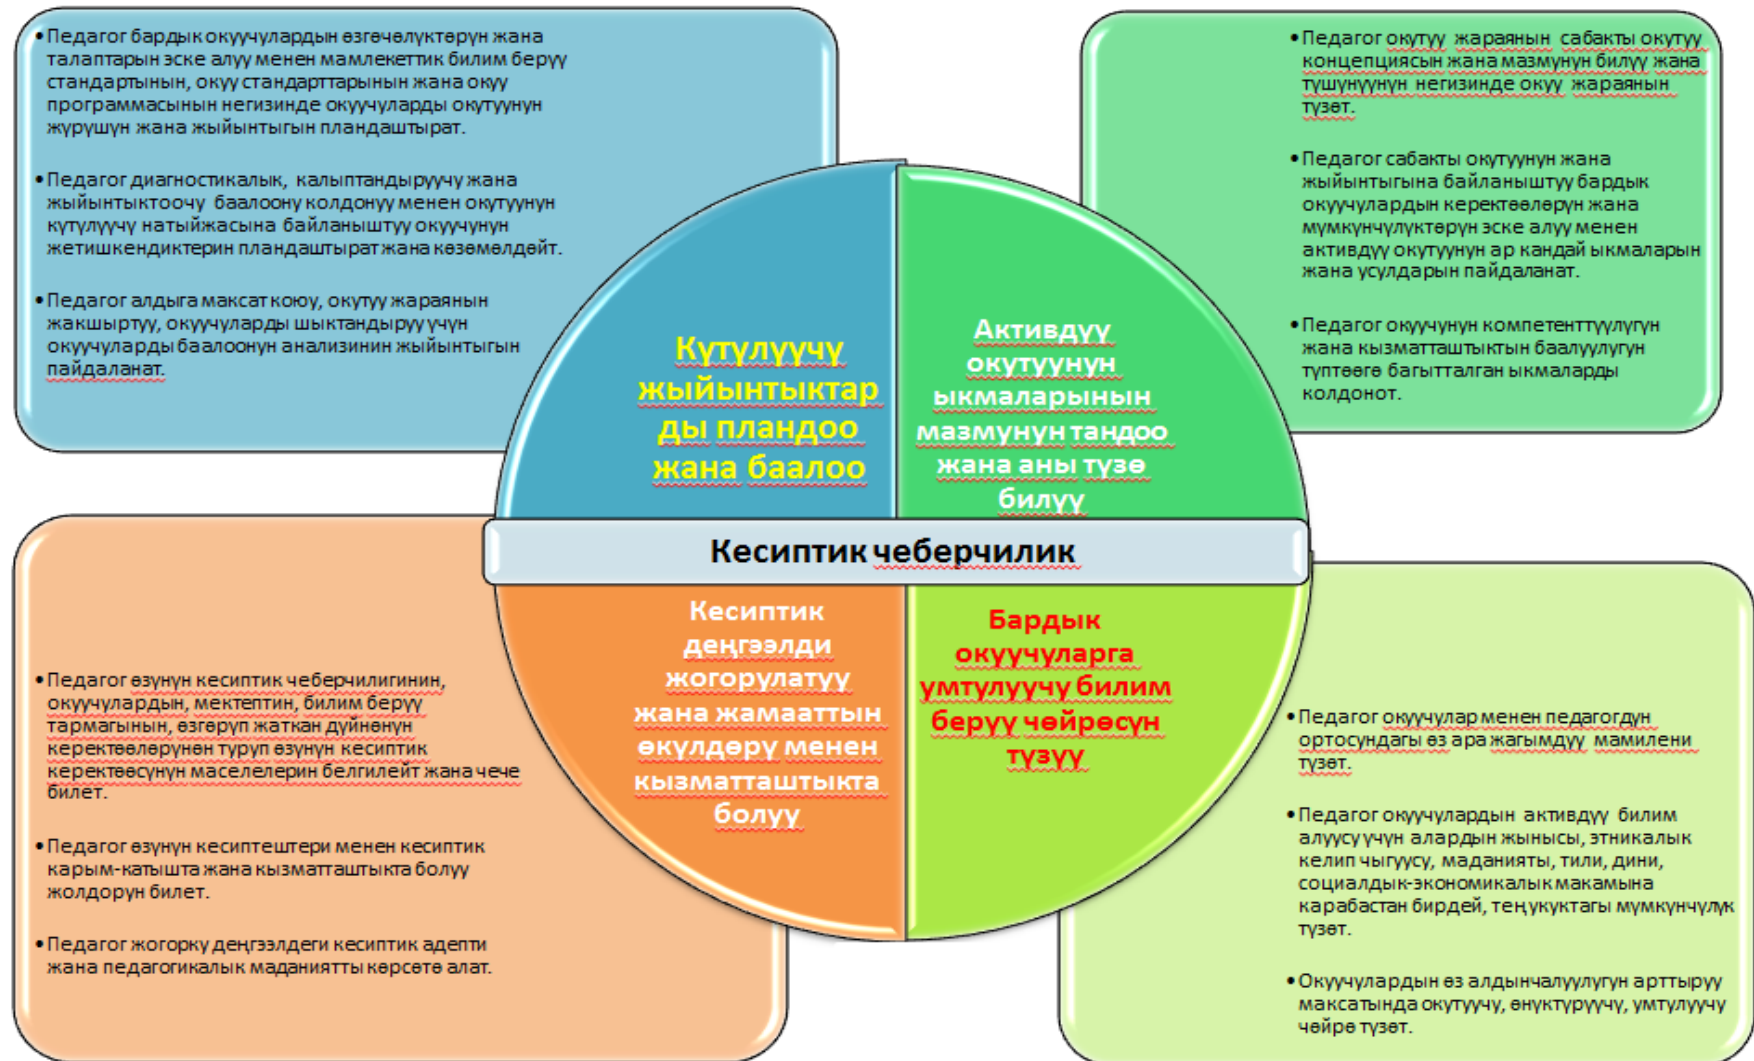 •Педагог бардык окуучулардын өзгөчөлүктөрүн жана
талаптарын эске алуу менен мамлекеттик билим берүү
стандартынын, окуу стандарттарынын жана окуу
программасынын негизинде окуучуларды окутуунун
жүрүшүн жана жыйынтыгын пландаштырат.
•Педагог диагностикалык, калыптандыруучу жана
жыйынтыктоочу баалоону колдонуу менен окутуунун
күтүлүүчү натыйжасына байланыштуу окуучунун
жетишкендиктерин пландаштырат жана көзөмөлдөйт.
•Педагог алдыга максат коюу, окутуу жараянын
жакшыртуу, окуучуларды шыктандыруу үчүн
окуучуларды баалоонун анализинин жыйынтыгын
пайдаланат.
•Педагог окутуу жараянын сабакты окутуу
концепциясын жана мазмунун билүү жана
түшүнүүнүн негизинде окуу жараянын
түзөт.
•Педагог сабакты окутуунун жана
жыйынтыгына байланыштуу бардык
окуучулардын керектөөлөрүн жана
мүмкүнчүлүктөрүн эске алуу менен
активдүү окутуунун ар кандай ыкмаларын
жана усулдарын пайдаланат.
•Педагог окуучунун компетенттүүлүгүн
жана кызматташтыктын баалуулугун
түптөөгө багытталган ыкмаларды
колдонот.
Күтүлүүчү
жыйынтыктар
ды пландоо
жана баалоо
Активдүү
окутуунун
ыкмаларынын
мазмунун тандоо
жана аны түзө
билүү
Кесиптик чеберчилик
Кесиптик
деңгээлди
жогорулатуу
жана жамааттын
өкүлдөрү менен
кызматташтыкта
болуу
Бардык
окуучуларга
умтулуучу билим
берүү чөйрөсүн
түзүү
•Педагог өзүнүн кесиптик чеберчилигинин,
окуучулардын, мектептин, билим берүү
тармагынын, өзгөрүп жаткан дүйнөнүн
керектөөлөрүнөн туруп өзүнүн кесиптик
керектөөсүнүн маселелерин белгилейт жана чече
билет.
•Педагог өзүнүн кесиптештери менен кесиптик
карым-катышта жана кызматташтыкта болуу
жолдорун билет.
•Педагог жогорку деңгээлдеги кесиптик адепти
жана педагогикалык маданиятты көрсөтө алат.
•Педагог окуучулар менен педагогдун
ортосундагы өз ара жагымдуу мамилени
түзөт.
•Педагог окуучулардын активдүү билим
алуусу үчүн алардын жынысы, этникалык
келип чыгуусу, маданияты, тили, дини,
социалдык-экономикалык макамына
карабастан бирдей, тең укуктагы мүмкүнчүлүк
түзөт.
•Окуучулардын өз алдынчалуулугун арттыруу
максатында окутуучу, өнүктүрүүчү, умтулуучу
чөйрө түзөт.